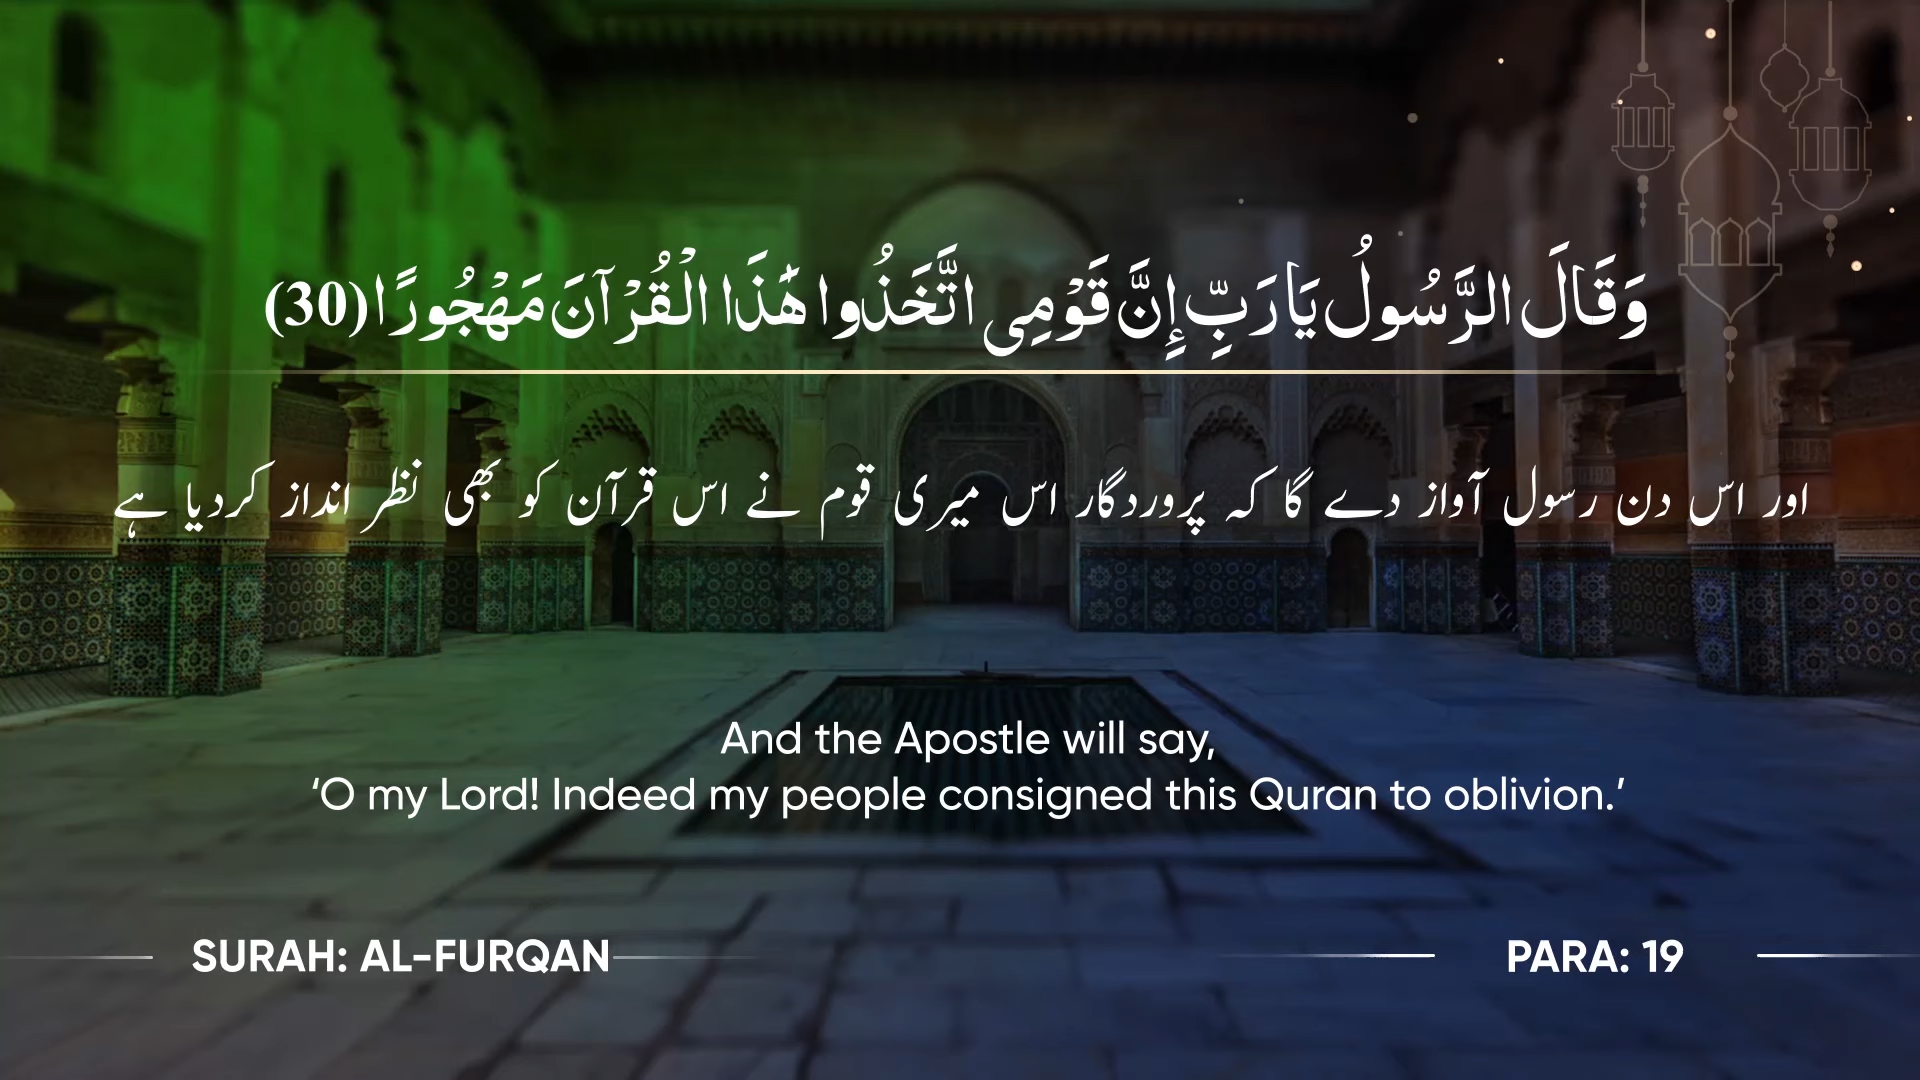 وَقَالَ الرَّسُولُ يَارَبِّ إِنَّ قَوْمِي اتَّخَذُوا هَٰذَا الْقُرْآنَ مَهْجُورًا (30)
اور اس دن رسول آواز دے گا کہ پروردگار اس میری قوم نے اس قرآن کو بھی نظر انداز کردیا ہے
And the Apostle will say,
‘O my Lord! Indeed my people consigned this Quran to oblivion.’
SURAH: AL-FURQAN
PARA: 19